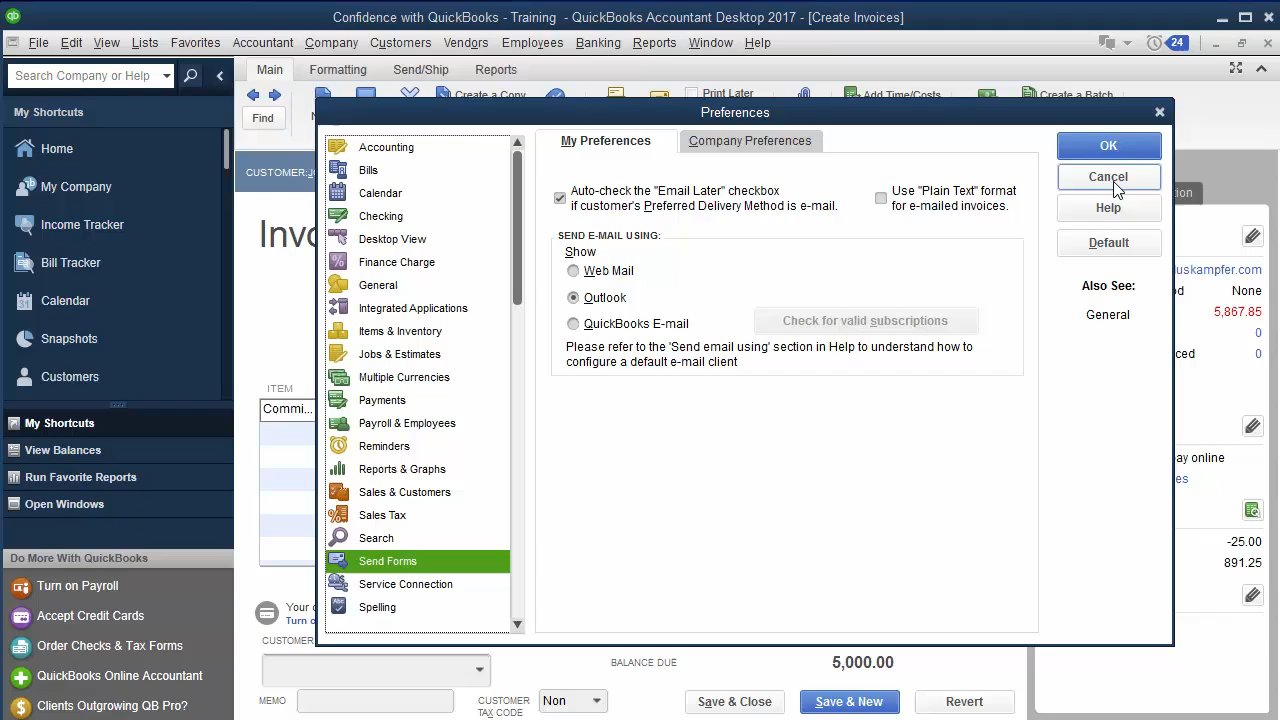 Confidence with QuickBooks - Training - QuickBooks Accountant Desktop 2017 - [Create Invoices]
File Edit View Lists Favorites Accountant Company Customers Vendors Employees Banking Reports Window Help
24
Search Company or Help
My Shortcuts
Home
My Company
Income Tracker
Bill Tracker
Calendar
Snapshots
Customers
My Shortcuts
View Balances
Run Favorite Reports
Open Windows
Do More With QuickBooks
Turn on Payroll
Accept Credit Cards
Order Checks & Tax Forms
QuickBooks Online Accountant
Clients Outgrowing QB Pro?
Main Formatting Send/Ship Reports
Find
Create a Copy
Print Later
Add Time/Costs
Create a Batch
CUSTOMER:
ITEM
Commi...
Preferences
Accounting
Bills
Calendar
Checking
Desktop View
Finance Charge
General
Integrated Applications
Items & Inventory
Jobs & Estimates
Multiple Currencies
Payments
Payroll & Employees
Reminders
Reports & Graphs
Sales & Customers
Sales Tax
Search
Send Forms
Service Connection
Spelling
My Preferences Company Preferences
Auto-check the "Email Later" checkbox
if customer's Preferred Delivery Method is e-mail.
Use "Plain Text" format
for e-mailed invoices.
SEND E-MAIL USING:
Show
Web Mail
Outlook
QuickBooks E-mail
Check for valid subscriptions
Please refer to the 'Send email using' section in Help to understand how to
configure a default e-mail client
OK
Cancel
Help
Default
Also See:
General
uskampfer.com
None
5,867.85
0
0
pay online
-25.00
891.25
Your
Turn
CUSTOMER
MEMO
CUSTOMER
TAX CODE
Non
BALANCE DUE
5,000.00
Save & Close
Save & New
Revert